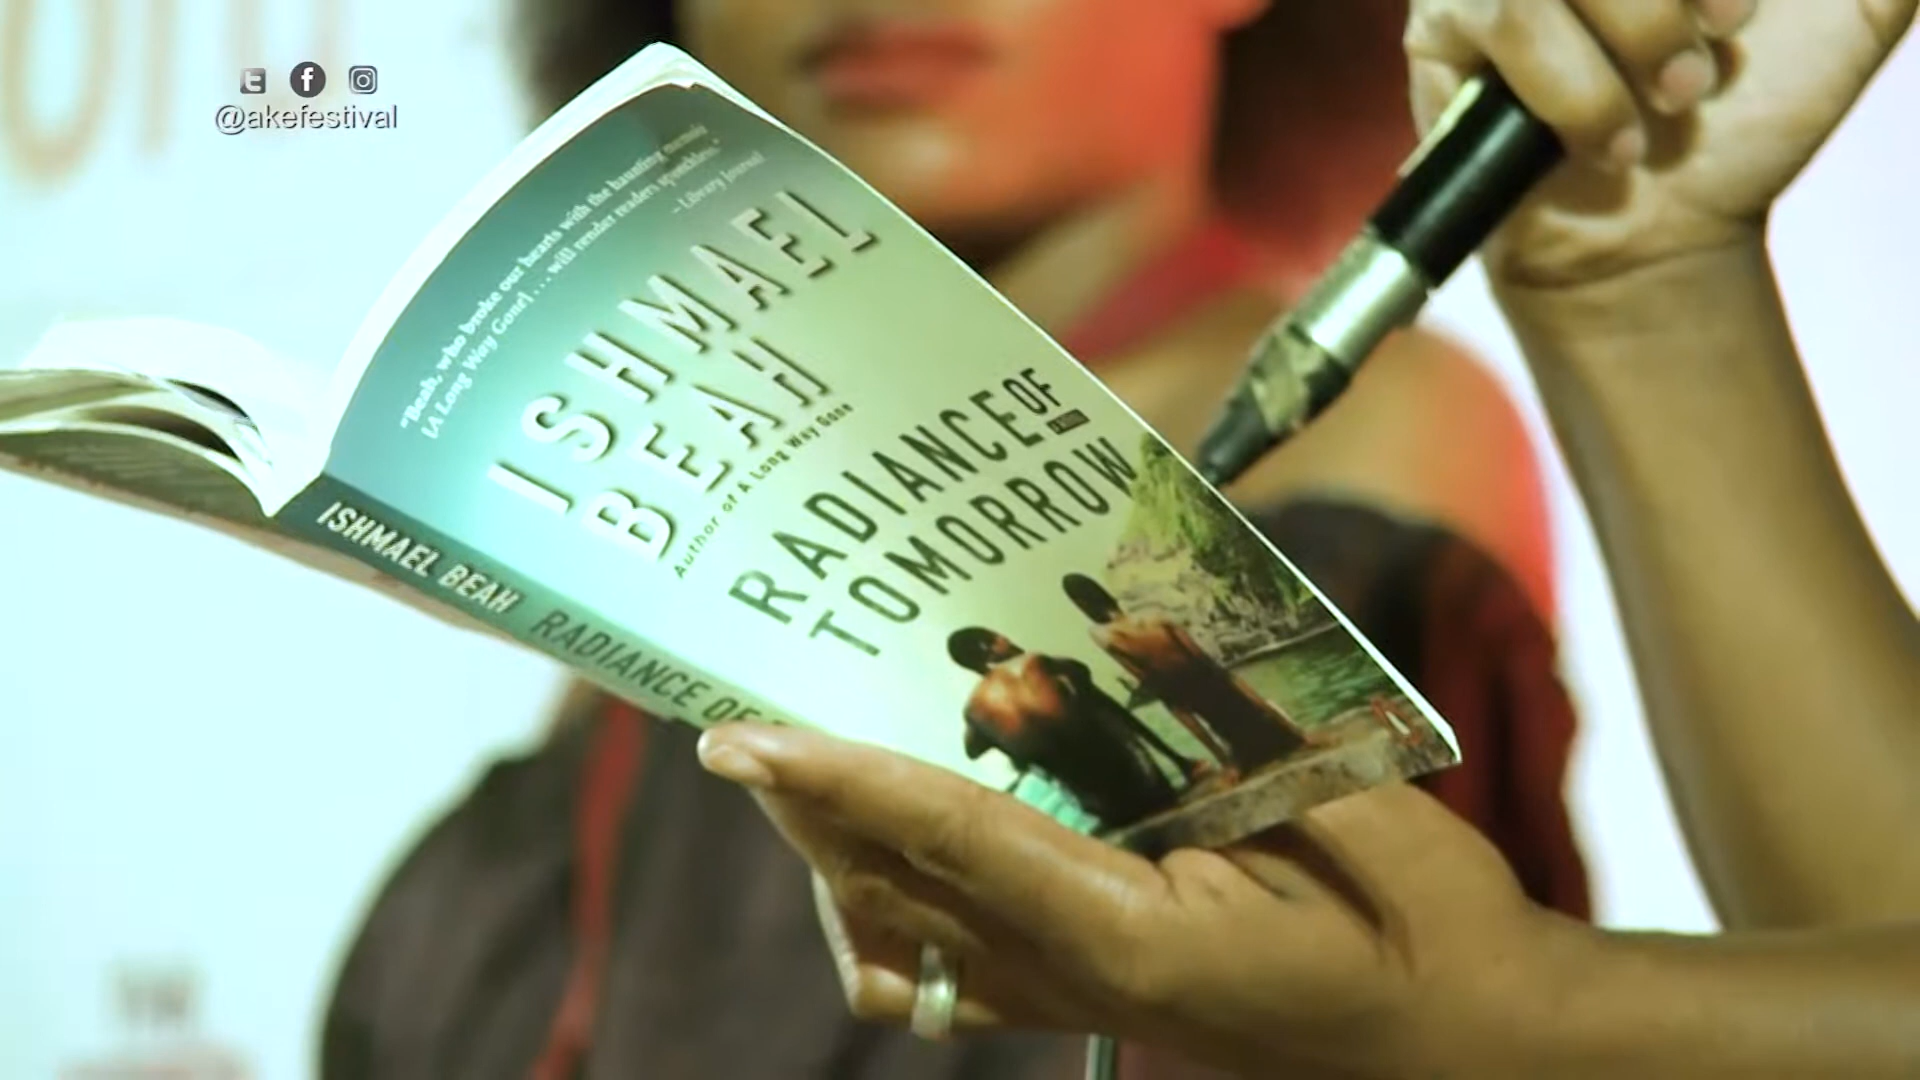 @akefestival
"Beah, who broke our hearts with the haunting memoir
[A Long Way Gone] . . . will render readers speechless."
– Library Journal
ISHMAEL
BEAH
Author of A Long Way Gone
RADIANCE OF
TOMORROW
ISHMAEL BEAH RADIANCE OF